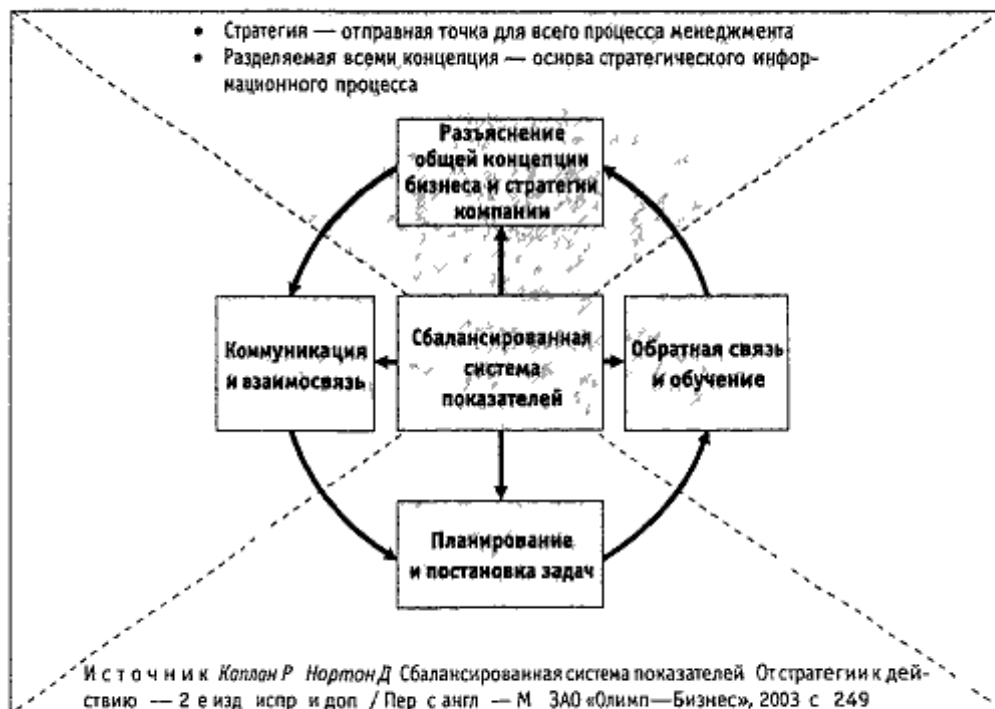 • Стратегия — отправная точка для всего процесса менеджмента
• Разделяемая всеми концепция — основа стратегического инфор-
мационного процесса
Разъяснение
общей концепции
бизнеса и стратегии
компании
Коммуникация
и взаимосвязь
Сбалансированная
система
показателей
Обратная связь
и обучение
Планирование
и постановка задач
Источник Каплан Р Нортон Д Сбалансированная система показателей От стратегии к дей-
ствию — 2 е изд испр и доп / Пер с англ — М ЗАО «Олимп—Бизнес», 2003 с 249